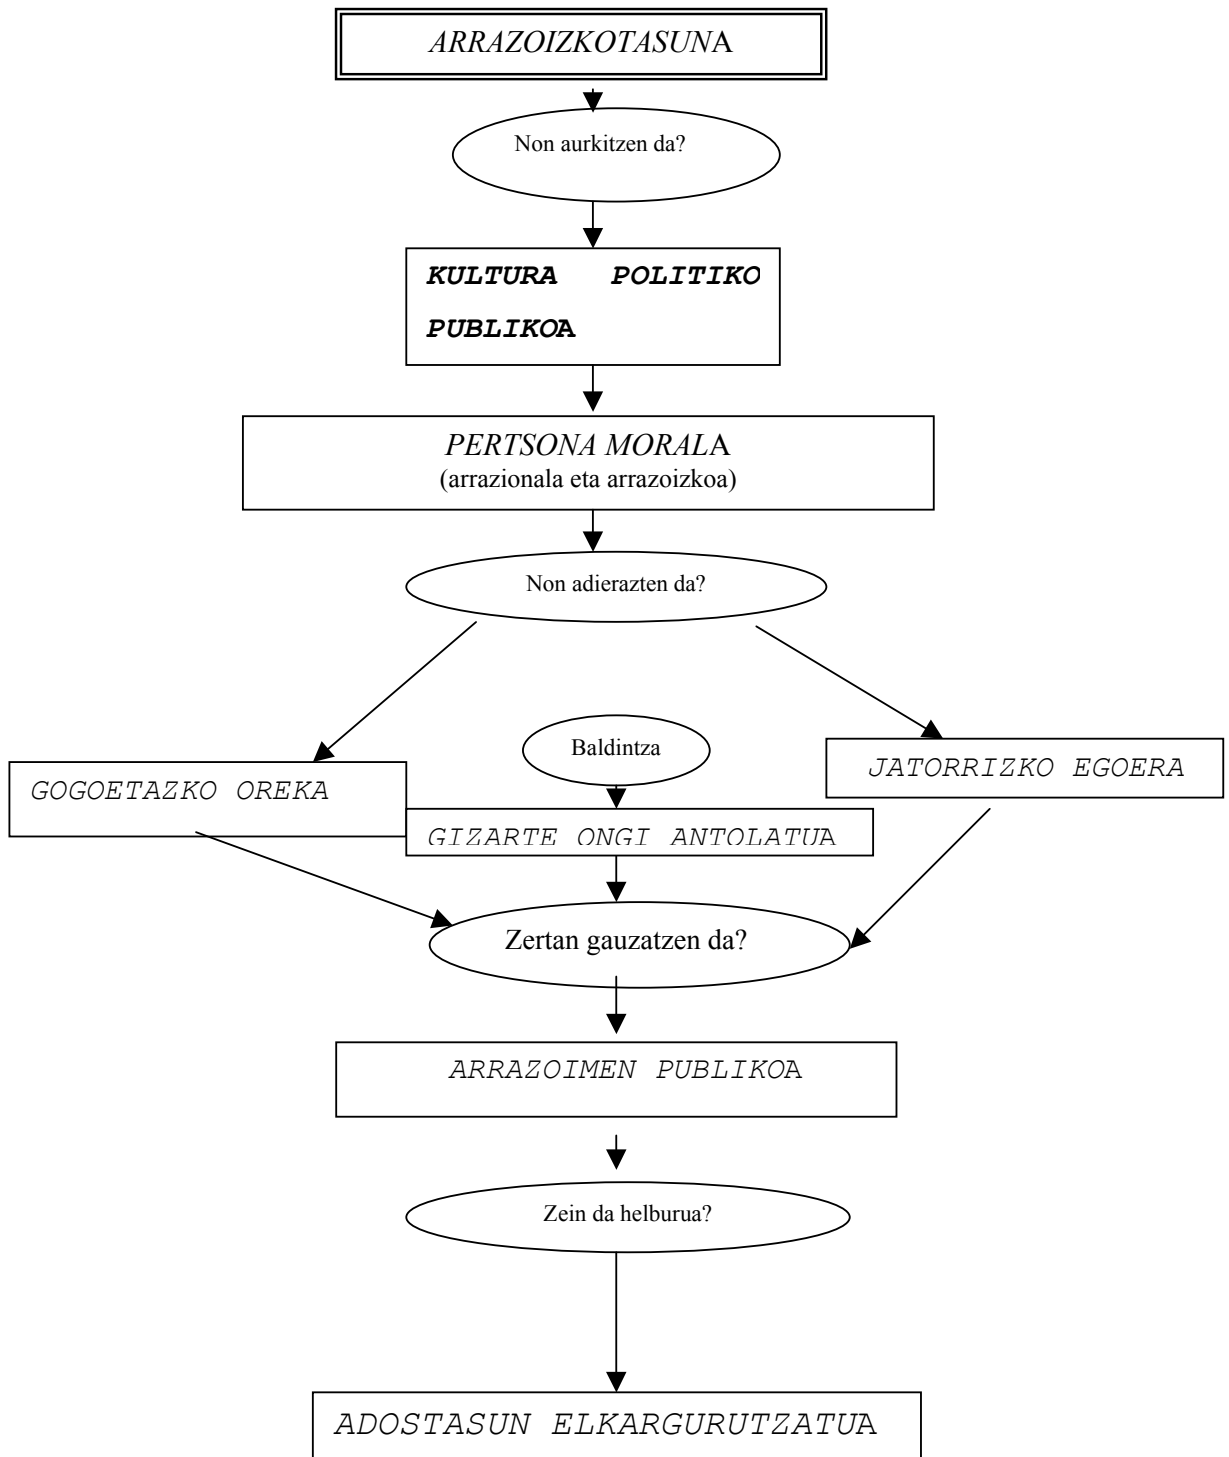 ARRAZOIZKOTASUNA
Non aurkitzen da?
KULTURA POLITIKO
PUBLIKOA
PERTSONA MORALA
(arrazionala eta arrazoizkoa)
Non adierazten da?
Baldintza
JATORRIZKO EGOERA
GOGOETAZKO OREKA
GIZARTE ONGI ANTOLATUA
Zertan gauzatzen da?
ARRAZOIMEN PUBLIKOA
Zein da helburua?
ADOSTASUN ELKARGURUTZATUA